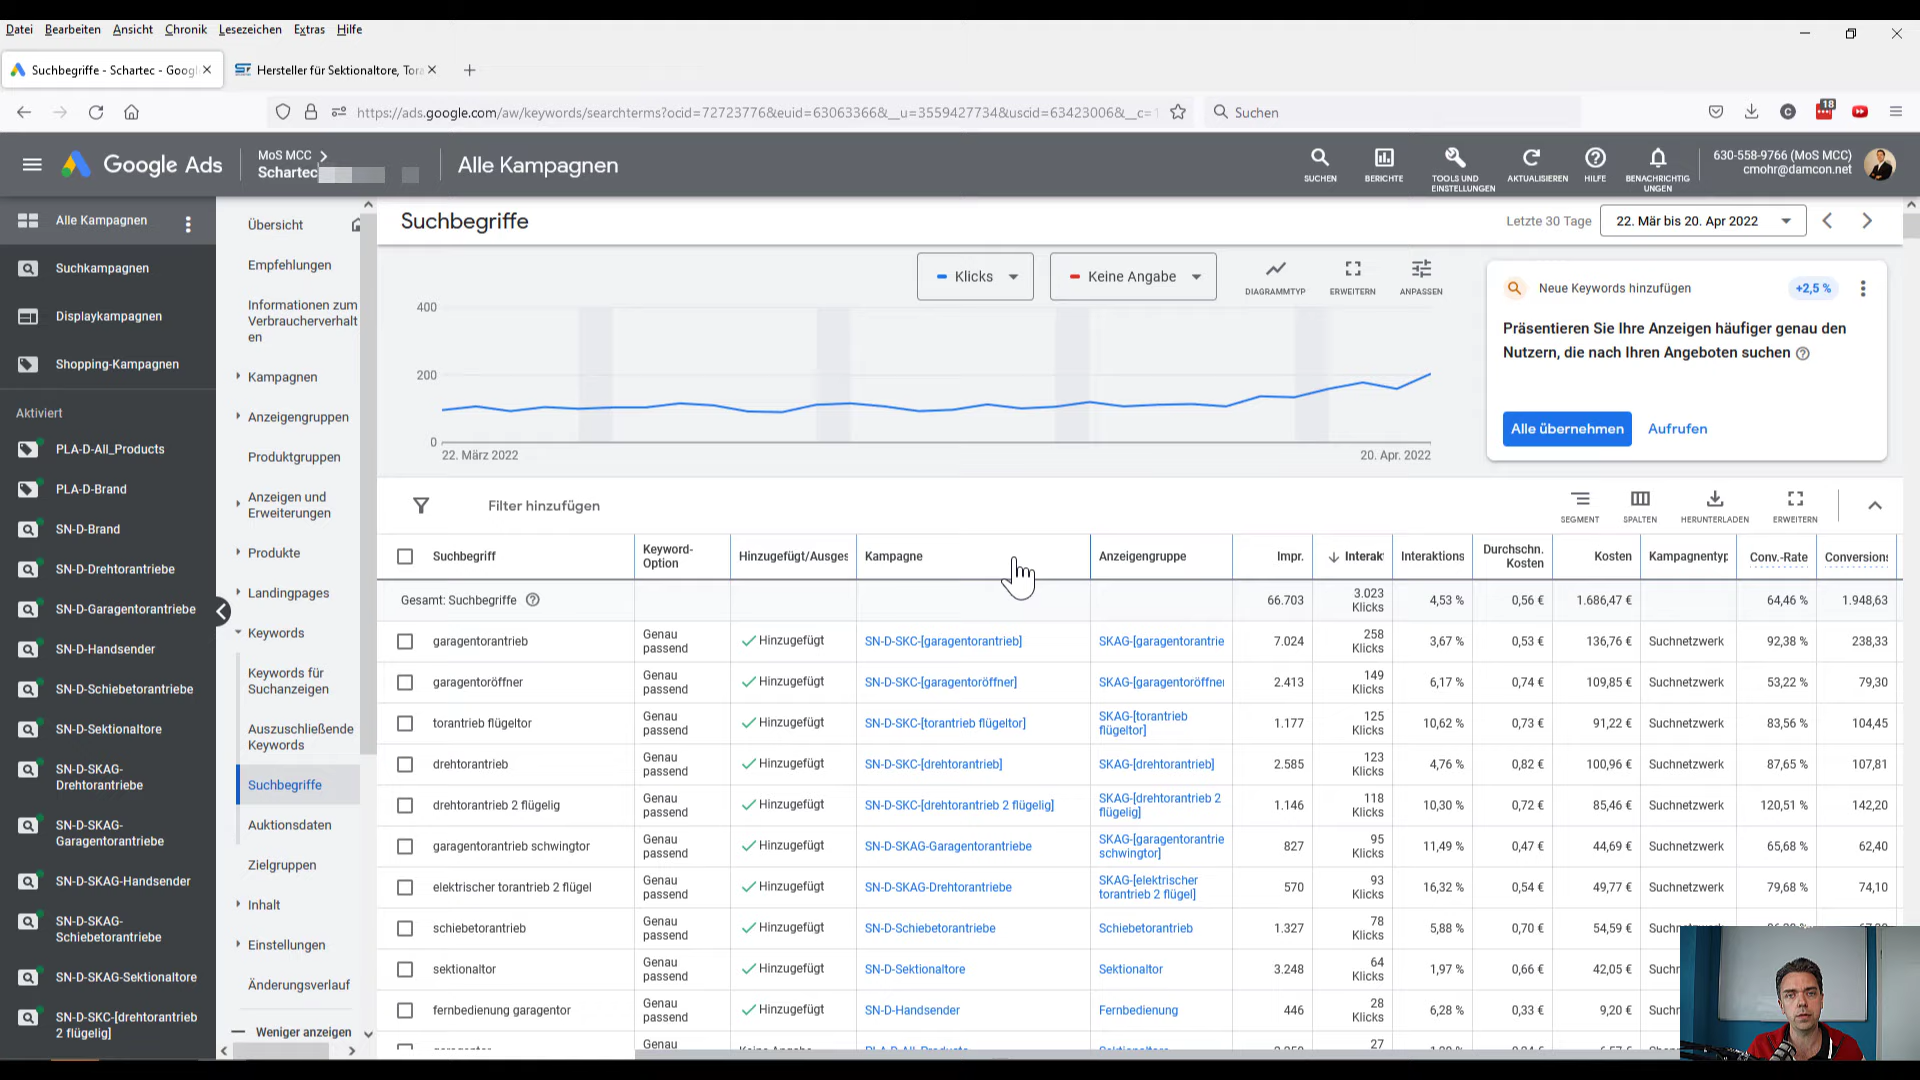 Datei Bearbeiten Ansicht Chronik Lesezeichen Extras Hilfe
Suchbegriffe - Schartec - Googl
Hersteller für Sektionaltore, Tora
https://ads.google.com/aw/keywords/searchterms?ocid=72723776&euid=63063366&__u=3559427734&uscid=63423006&__c=
Suchen
18
Google Ads
MoS MCC
Schartec
Alle Kampagnen
SUCHEN
BERICHTE
TOOLS UND
EINSTELLUNGEN
AKTUALISIEREN
HILFE
BENACHRICHTIG
UNGEN
630-558-9766 (MoS MCC)
cmohr@damcon.net
Alle Kampagnen
Suchkampagnen
Displaykampagnen
Shopping-Kampagnen
Aktiviert
PLA-D-All_Products
PLA-D-Brand
SN-D-Brand
SN-D-Drehtorantriebe
SN-D-Garagentorantriebe
SN-D-Handsender
SN-D-Schiebetorantriebe
SN-D-Sektionaltore
SN-D-SKAG-
Drehtorantriebe
SN-D-SKAG-
Garagentorantriebe
SN-D-SKAG-Handsender
SN-D-SKAG-
Schiebetorantriebe
SN-D-SKAG-Sektionaltore
SN-D-SKC-[drehtorantrieb
2 flügelig]
Übersicht
Empfehlungen
Informationen zum
Verbraucherverhalt
en
Kampagnen
Anzeigengruppen
Produktgruppen
Anzeigen und
Erweiterungen
Produkte
Landingpages
Keywords
Keywords für
Suchanzeigen
Auszuschließende
Keywords
Suchbegriffe
Auktionsdaten
Zielgruppen
Inhalt
Einstellungen
Änderungsverlauf
Weniger anzeigen
Suchbegriffe
Letzte 30 Tage
22. Mär bis 20. Apr 2022
Klicks
Keine Angabe
DIAGRAMMTYP
ERWEITERN
ANPASSEN
400
200
0
22. März 2022
20. Apr. 2022
Neue Keywords hinzufügen
+2,5 %
Präsentieren Sie Ihre Anzeigen häufiger genau den
Nutzern, die nach Ihren Angeboten suchen
Alle übernehmen
Aufrufen
Filter hinzufügen
SEGMENT
SPALTEN
HERUNTERLADEN
ERWEITERN
Suchbegriff Keyword-Option Hinzugefügt/Ausges Kampagne Anzeigengruppe Impr. Interak Interaktions Durchschn. Kosten Kosten Kampagnentyp Conv.-Rate Conversions
Gesamt: Suchbegriffe 66.703 3.023 Klicks 4,53 % 0,56 € 1.686,47 € 64,46 % 1.948,63
garagentorantrieb Genau passend Hinzugefügt SN-D-SKC-[garagentorantrieb] SKAG-[garagentorantrie 7.024 258 Klicks 3,67 % 0,53 € 136,76 € Suchnetzwerk 92,38 % 238,33
garagentoröffner Genau passend Hinzugefügt SN-D-SKC-[garagentoröffner] SKAG-[garagentoröffner 2.413 149 Klicks 6,17 % 0,74 € 109,85 € Suchnetzwerk 53,22 % 79,30
torantrieb flügeltor Genau passend Hinzugefügt SN-D-SKC-[torantrieb flügeltor] SKAG-[torantrieb flügeltor] 1.177 125 Klicks 10,62 % 0,73 € 91,22 € Suchnetzwerk 83,56 % 104,45
drehtorantrieb Genau passend Hinzugefügt SN-D-SKC-[drehtorantrieb] SKAG-[drehtorantrieb] 2.585 123 Klicks 4,76 % 0,82 € 100,96 € Suchnetzwerk 87,65 % 107,81
drehtorantrieb 2 flügelig Genau passend Hinzugefügt SN-D-SKC-[drehtorantrieb 2 flügelig] SKAG-[drehtorantrieb 2 flügelig] 1.146 118 Klicks 10,30 % 0,72 € 85,46 € Suchnetzwerk 120,51 % 142,20
garagentorantrieb schwingtor Genau passend Hinzugefügt SN-D-SKAG-Garagentorantriebe SKAG-[garagentorantrie schwingtor] 827 95 Klicks 11,49 % 0,47 € 44,69 € Suchnetzwerk 65,68 % 62,40
elektrischer torantrieb 2 flügel Genau passend Hinzugefügt SN-D-SKAG-Drehtorantriebe SKAG-[elektrischer torantrieb 2 flügel] 570 93 Klicks 16,32 % 0,54 € 49,77 € Suchnetzwerk 79,68 % 74,10
schiebetorantrieb Genau passend Hinzugefügt SN-D-Schiebetorantriebe Schiebetorantrieb 1.327 78 Klicks 5,88 % 0,70 € 54,59 € Suchnetzwerk
sektionaltor Genau passend Hinzugefügt SN-D-Sektionaltore Sektionaltor 3.248 64 Klicks 1,97 % 0,66 € 42,05 € Suchr
fernbedienung garagentor Genau passend Hinzugefügt SN-D-Handsender Fernbedienung 446 28 Klicks 6,28 % 0,33 € 9,20 € Suchr
Genau 27